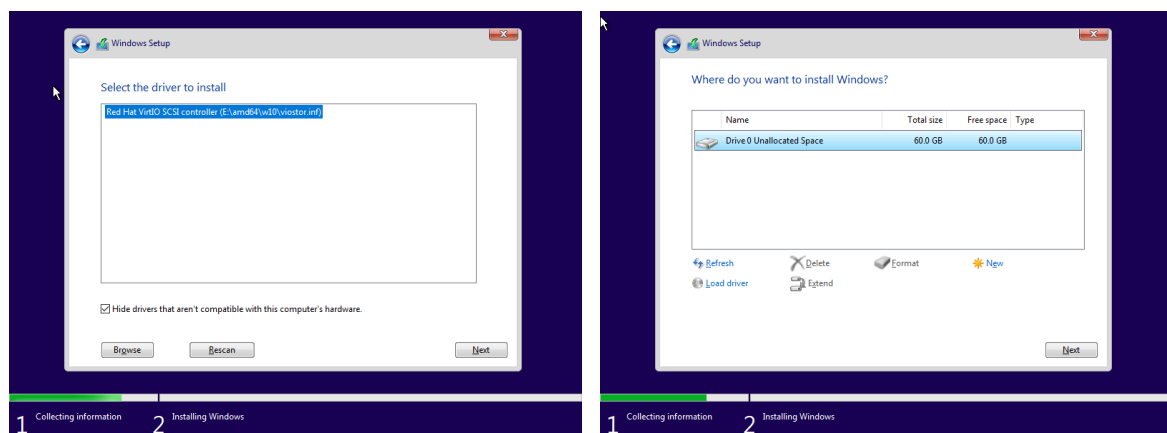 Windows Setup
Select the driver to install
Red Hat VirtIO SCSI controller (E:\amd64\w10\viostor.inf)
Hide drivers that aren't compatible with this computer's hardware.
Browse Rescan Next
1 Collecting information 2 Installing Windows
Windows Setup
Where do you want to install Windows?
Name Total size Free space Type
Drive 0 Unallocated Space 60.0 GB 60.0 GB
Refresh Delete Format New
Load driver Extend
Next
1 Collecting information 2 Installing Windows